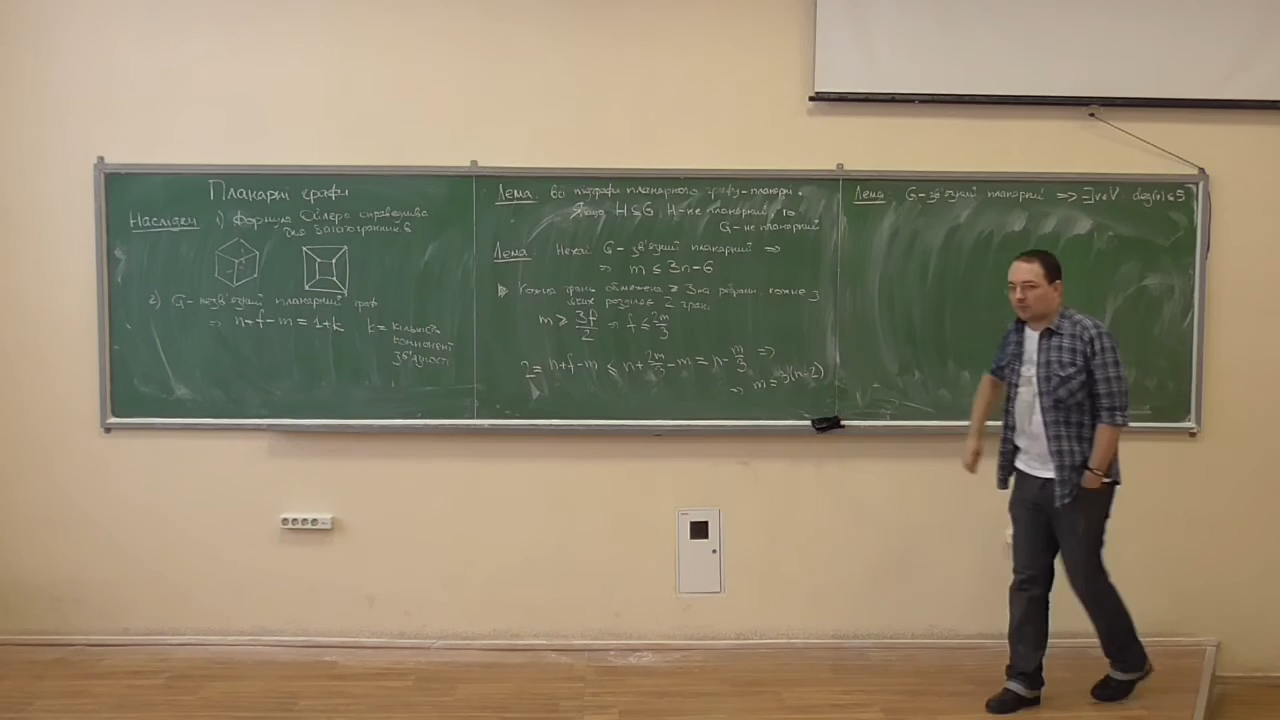 Планарні графи
Наслідки 1) Формула Ейлера справедлива
для багатогранників
2) G - незв'язний планарний граф
⇒ n+f-m=1+k k = кількість
компонент
зв'язності
Лема: Всі підграфи планарного графу - планарні.
Якщо H⊆G, H - не планарний, то
G - не планарний
Лема: Нехай G - зв'язний планарний ⇒
⇒ m ≤ 3n-6
Кожна грань обмежена ≥ 3-ма ребрами, кожне з
яких розділяє 2 грані
m ≥ 3f/2 ⇒ f ≤ 2m/3
2 = n+f-m ≤ n+2m/3-m = n-m/3 ⇒
⇒ m = 3(n-2)
Лема: G - зв'язний планарний ⇒ ∃v∈V: deg(v)≤5